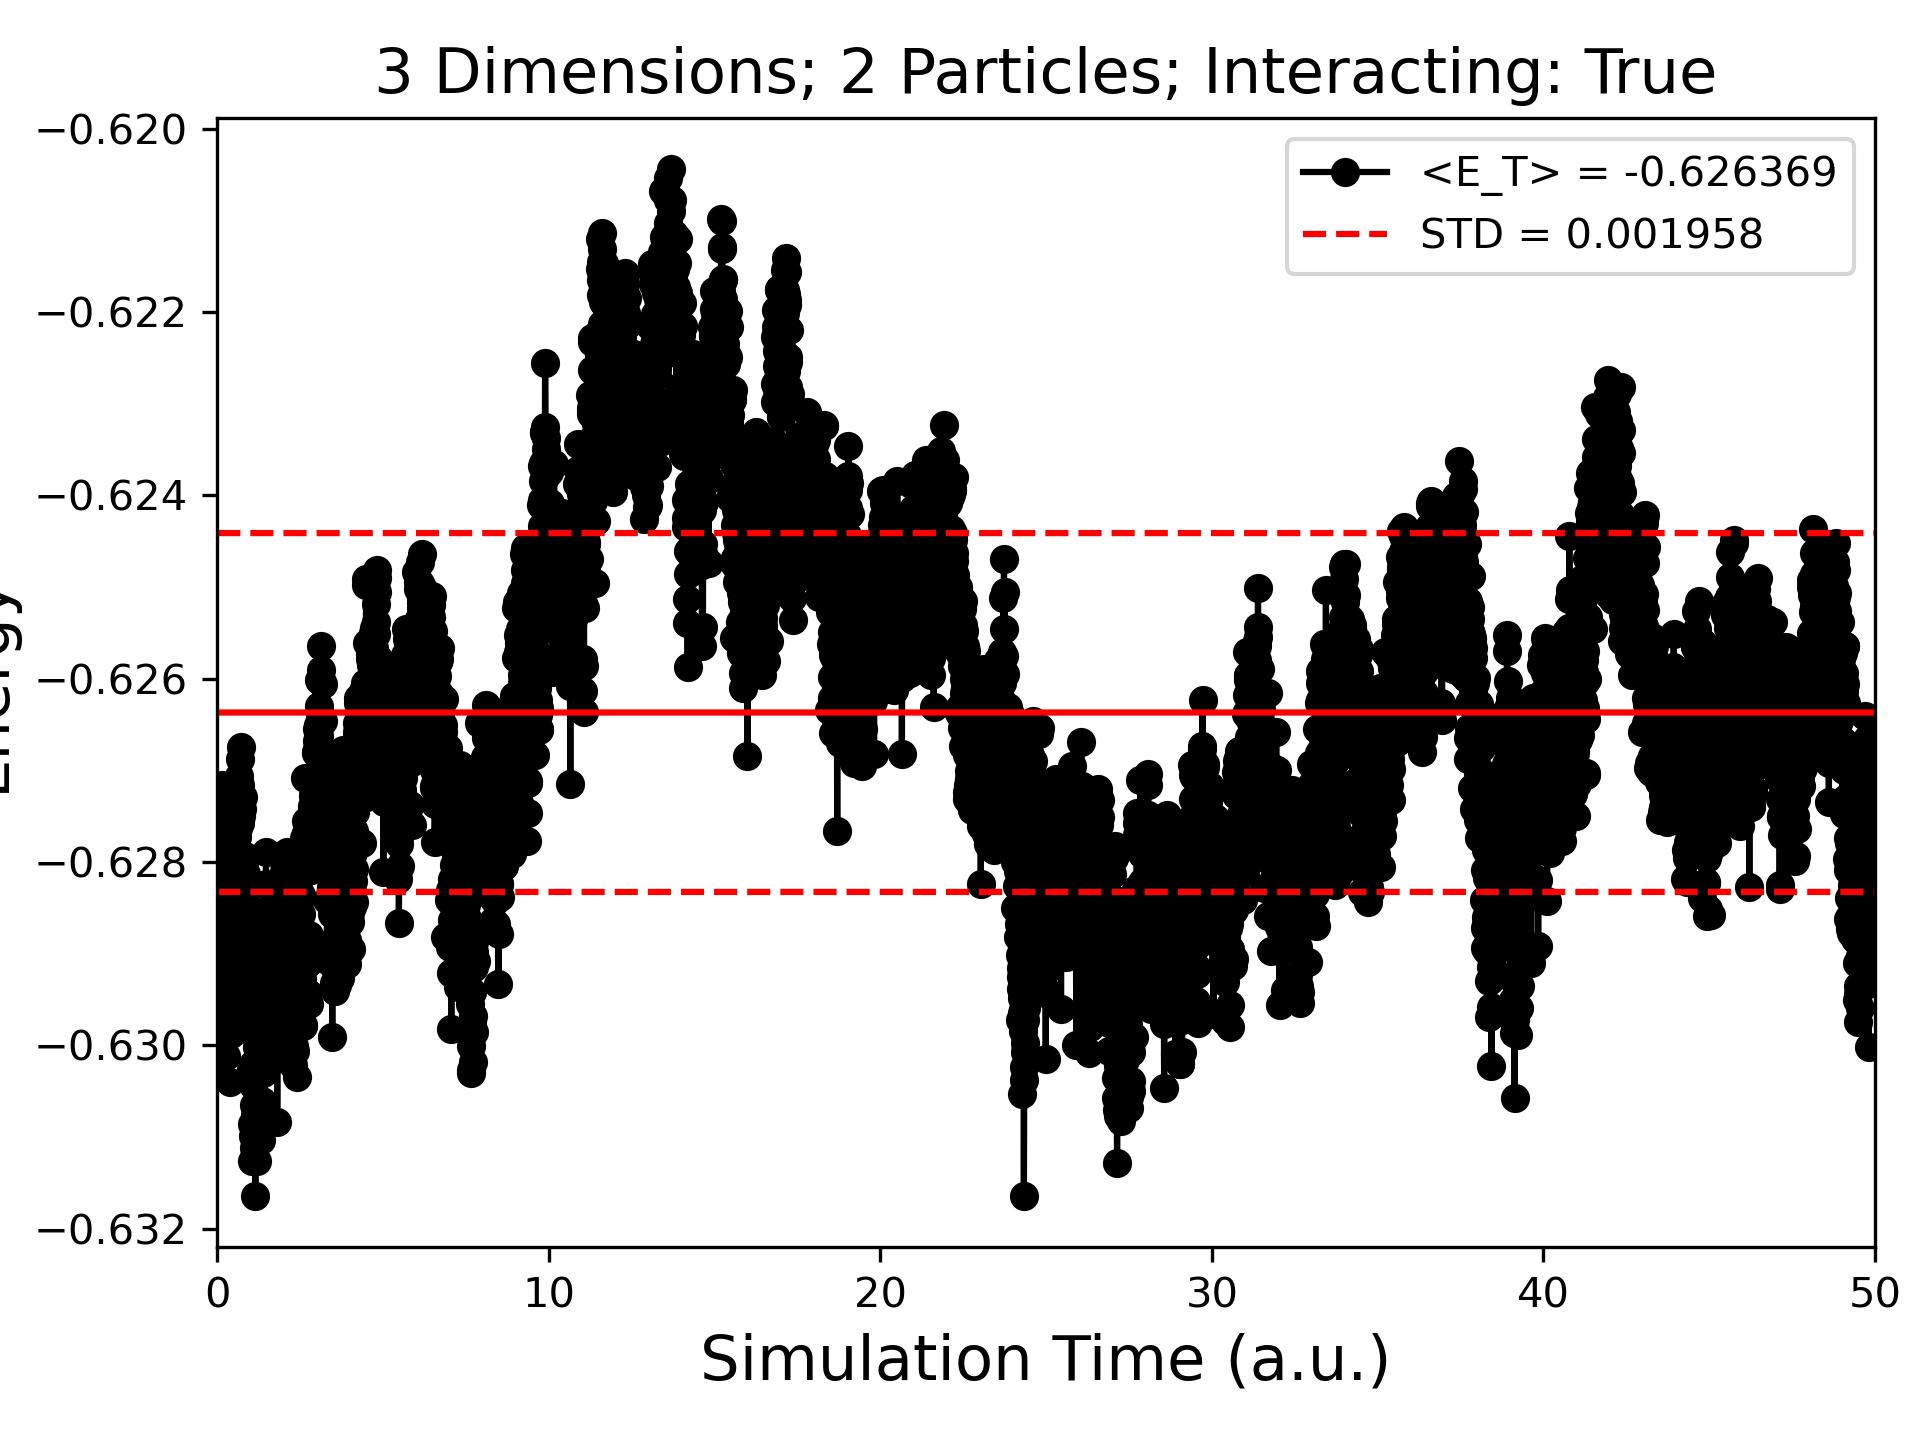 3 Dimensions; 2 Particles; Interacting: True
<E_T> = -0.626369
STD = 0.001958
Energy
−0.620
−0.622
−0.624
−0.626
−0.628
−0.630
−0.632
0 10 20 30 40 50
Simulation Time (a.u.)